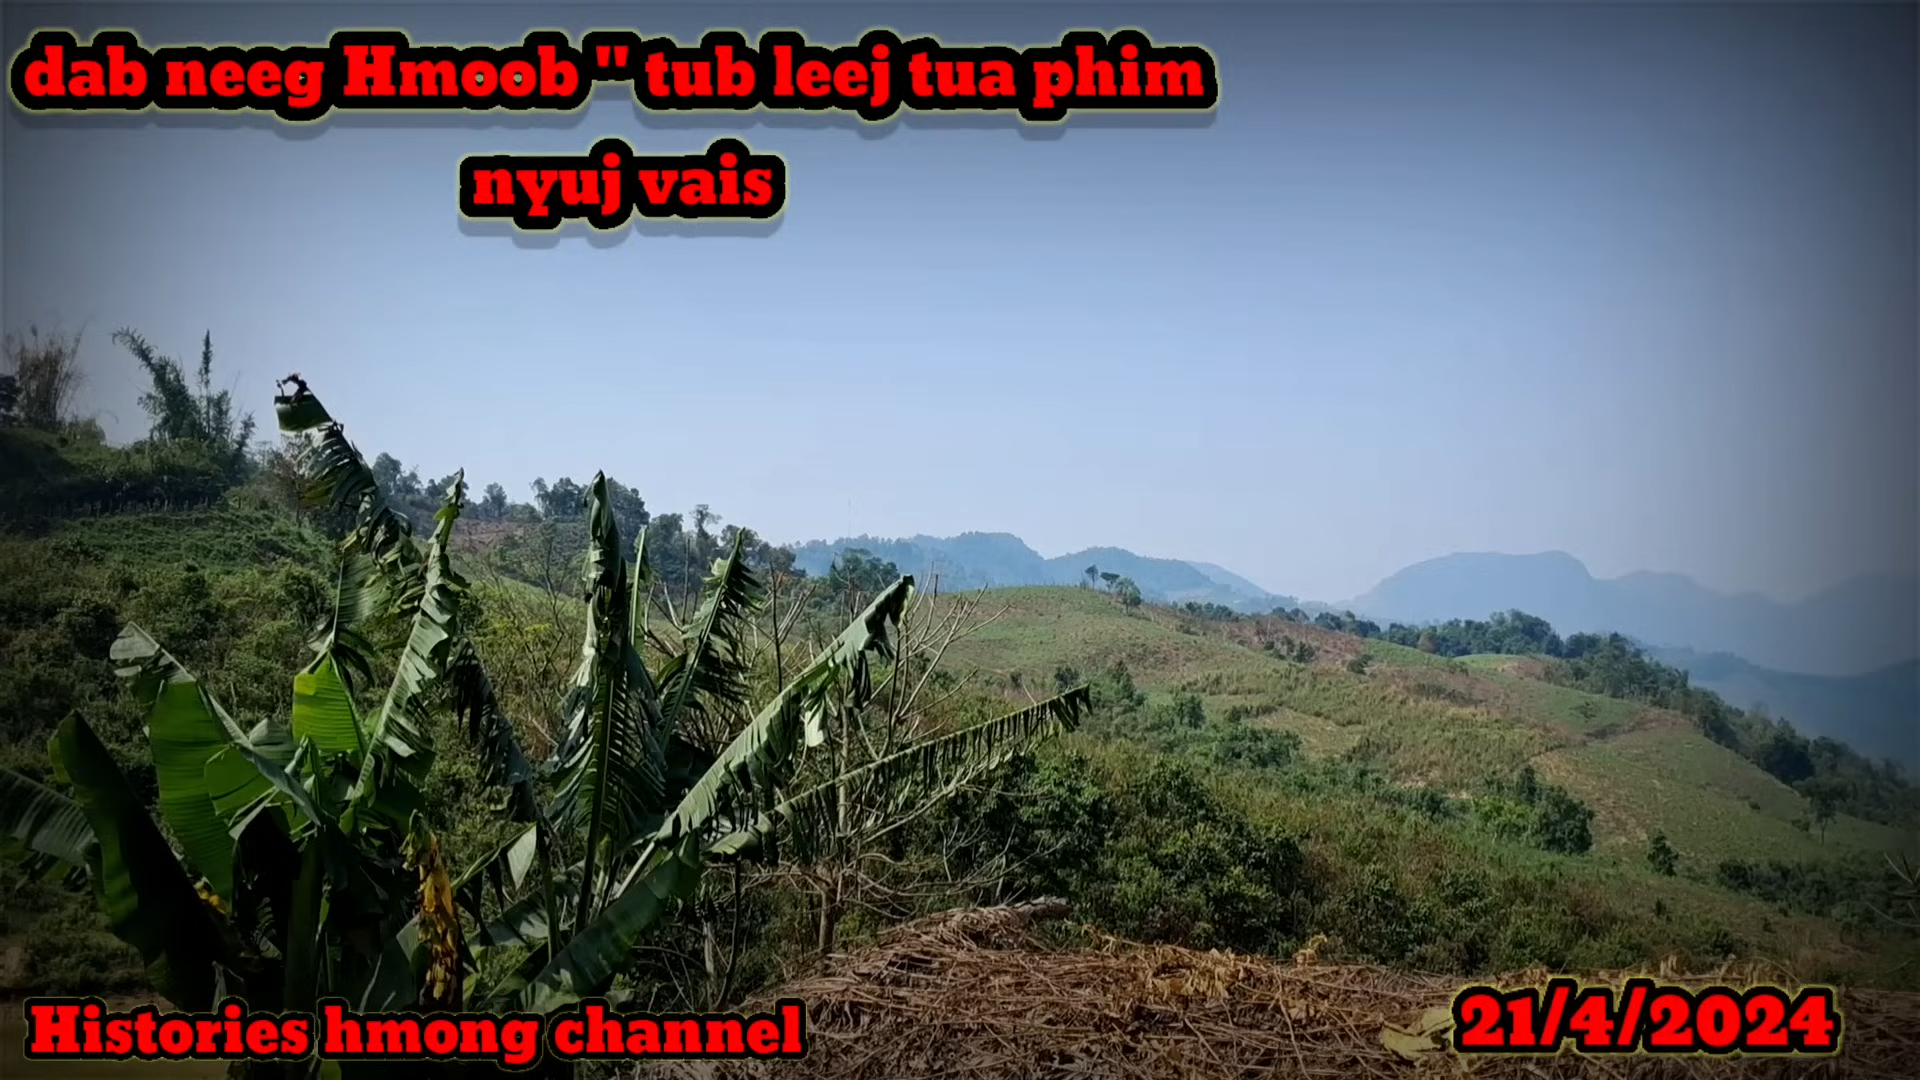 dab neeg Hmoob " tub leej tua phim
nyuj vais
Histories hmong channel
21/4/2024